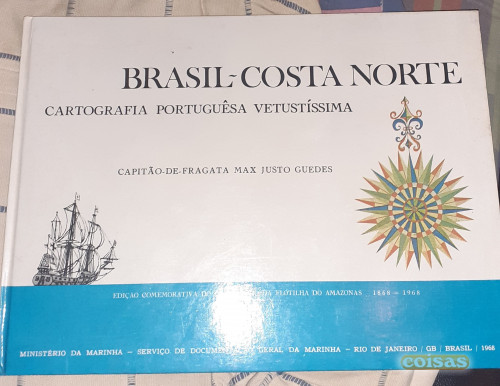 BRASIL-COSTA NORTE
CARTOGRAFIA PORTUGUÊSA VETUSTÍSSIMA
CAPITÃO-DE-FRAGATA MAX JUSTO GUEDES
EDIÇÃO COMEMORATIVA DO FLOTILHA DO AMAZONAS 1868 - 1968
MINISTÉRIO DA MARINHA - SERVIÇO DE DOCUMENTAÇÃO GERAL DA MARINHA - RIO DE JANEIRO / GB / BRASIL / 1968
coisas